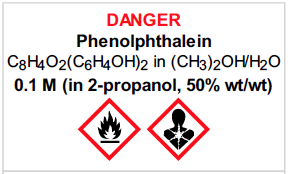 DANGER
Phenolphthalein
C8H4O2(C6H4OH)2 in (CH3)2OH/H2O
0.1 M (in 2-propanol, 50% wt/wt)